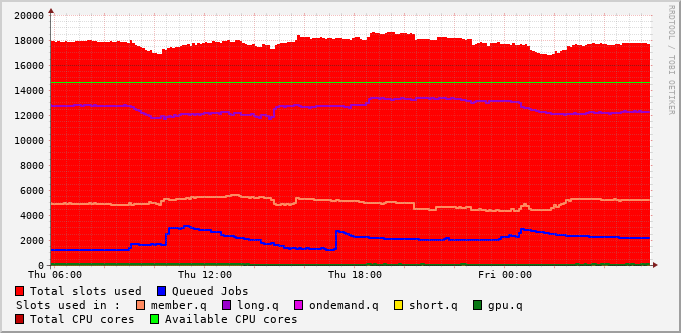 20000
18000
16000
14000
12000
10000
8000
6000
4000
2000
0
Thu 06:00 Thu 12:00 Thu 18:00 Fri 00:00
Total slots used Queued Jobs
Slots used in : member.q long.q ondemand.q short.q gpu.q
Total CPU cores Available CPU cores
RRDTOOL / TOBI OETIKER